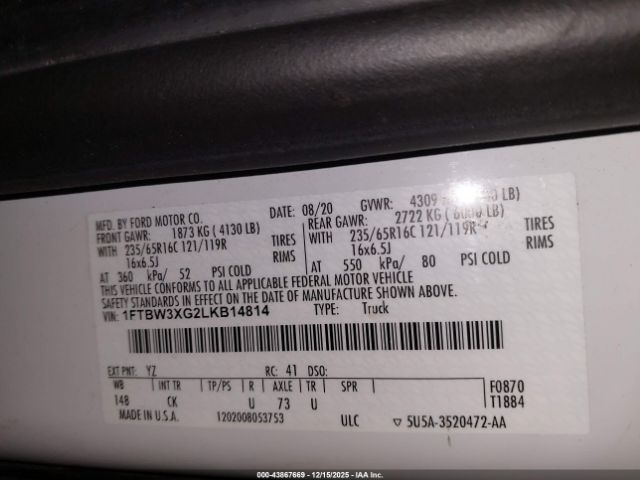 DATE: 08/20 GVWR: 4309 LB)
MFD. BY FORD MOTOR CO. REAR GAWR: 2722 KG ( 6000 LB)
FRONT GAWR: 1873 KG ( 4130 LB) WITH 235/65R16C 121/119R TIRES
WITH 235/65R16C 121/119R TIRES 16x6.5J RIMS
16x6.5J RIMS AT 550 kPa/ 80 PSI COLD
AT 360 kPa/ 52 PSI COLD
THIS VEHICLE CONFORMS TO ALL APPLICABLE FEDERAL MOTOR VEHICLE
SAFETY STANDARDS IN EFFECT ON THE DATE OF MANUFACTURE SHOWN ABOVE.
VIN: 1FTBW3XG2LKB14814 TYPE: Truck
EXT PNT: YZ RC: 41 DSO:
WB INT TR TP/PS R AXLE TR SPR F0870
148 CK U 73 U T1884
MADE IN U.S.A. 1202008053753 ULC ▽ 5U5A-3520472-AA
#00-43867669 - 12/15/2025 - IAA Inc.